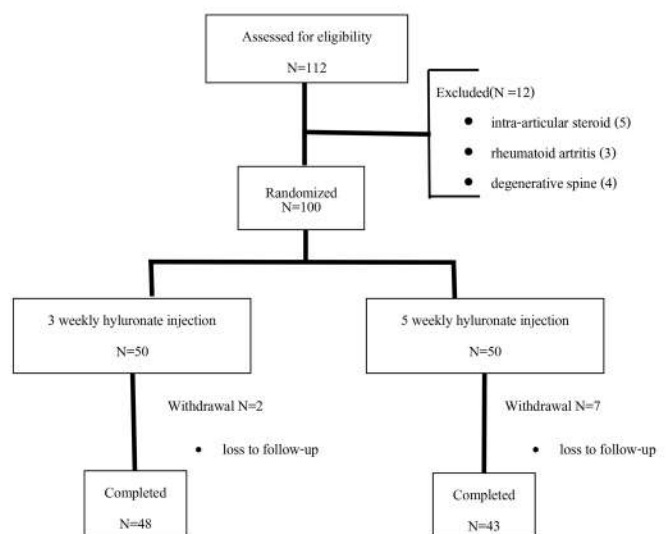 Assessed for eligibility
N=112
Excluded(N =12)
● intra-articular steroid (5)
● rheumatoid artritis (3)
● degenerative spine (4)
Randomized
N=100
3 weekly hyluronate injection
N=50
5 weekly hyluronate injection
N=50
Withdrawal N=2
• loss to follow-up
Withdrawal N=7
• loss to follow-up
Completed
N=48
Completed
N=43